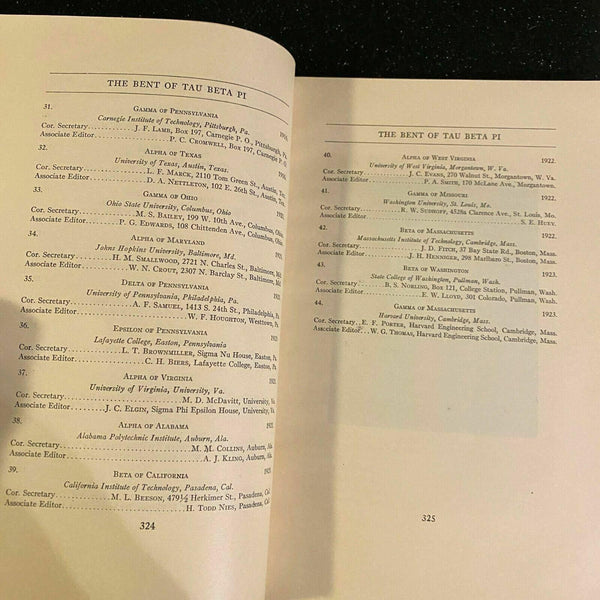 THE BENT OF TAU BETA PI
31. GAMMA OF PENNSYLVANIA
Carnegie Institute of Technology, Pittsburgh, Pa.
Cor. Secretary J. F. LAMB, Box 197, Carnegie P. O., Pittsburgh, Pa.
Associate Editor P. C. CROMWELL, Box 197, Carnegie P. O.,
32. ALPHA OF TEXAS
University of Texas, Austin, Texas.
Cor. Secretary L. F. MARCK, 2110 Tom Green St., Austin, Tex.
Associate Editor D. A. NETTLETON, 102 E. 26th St., Austin, Tex.
33. GAMMA OF OHIO 1921
Ohio State University, Columbus, Ohio
Cor. Secretary M. S. BAILEY, 199 W. 10th Ave., Columbus, Ohio
Associate Editor P. G. EDWARDS, 108 Chittenden Ave., Columbus, Ohio
34. ALPHA OF MARYLAND
Johns Hopkins University, Baltimore, Md.
Cor. Secretary H. M. SMALLWOOD, 2721 N. Charles St., Baltimore, Md.
Associate Editor W. N. CROUT, 2307 N. Barclay St., Baltimore, Md.
35. DELTA OF PENNSYLVANIA 1921
University of Pennsylvania, Philadelphia, Pa.
Cor. Secretary A. F. SAMUEL, 1413 S. 24th St., Philadelphia, Pa.
Associate Editor W. F. HOUGHTON, Westtown, Pa.
36. EPSILON OF PENNSYLVANIA 1921
Lafayette College, Easton, Pennsylvania
Cor. Secretary L. T. BROWNMILLER, Sigma Nu House, Easton, Pa.
Associate Editor C. H. BIERS, Lafayette College, Easton, Pa.
37. ALPHA OF VIRGINIA 1921
University of Virginia, University, Va.
Cor. Secretary M. D. MCDAVITT, University, Va.
Associate Editor J. C. ELGIN, Sigma Phi Epsilon House, University, Va.
38. ALPHA OF ALABAMA 1921
Alabama Polytechnic Institute, Auburn, Ala.
Cor. Secretary M. M. COLLINS, Auburn, Ala.
Associate Editor A. J. KLING, Auburn, Ala.
39. BETA OF CALIFORNIA 1921
California Institute of Technology, Pasadena, Cal.
Cor. Secretary M. L. BEESON, 479½ Herkimer St., Pasadena, Cal.
Associate Editor H. TODD NIES, Pasadena, Cal.
324
THE BENT OF TAU BETA PI
40. ALPHA OF WEST VIRGINIA 1922.
University of West Virginia, Morgantown, W. Va.
Cor. Secretary J. C. EVANS, 270 Walnut St., Morgantown, W. Va.
Associate Editor P. A. SMITH, 170 McLane Ave., Morgantown.
41. GAMMA OF MISSOURI 1922.
Washington University, St. Louis, Mo.
Cor. Secretary R. W. SUDHOFF, 4528a Clarence Ave., St. Louis, Mo.
Associate Editor S. E. HUEY.
42. BETA OF MASSACHUSETTS 1922.
Massachusetts Institute of Technology, Cambridge, Mass.
Cor. Secretary J. D. FITCH, 37 Bay State Rd., Boston, Mass.
Associate Editor J. H. HENNIGER, 298 Marlboro St., Boston, Mass.
43. BETA OF WASHINGTON 1923.
State College of Washington, Pullman, Wash.
Cor. Secretary B. S. NORLING, Box 121, College Station, Pullman, Wash.
Associate Editor E. W. LLOYD, 301 Colorado, Pullman, Wash.
44. GAMMA OF MASSACHUSETTS 1923.
Harvard University, Cambridge, Mass.
Cor. Secretary E. F. PORTER, Harvard Engineering School, Cambridge, Mass.
Associate Editor W. G. THOMAS, Harvard Engineering School, Cambridge, Mass.
325